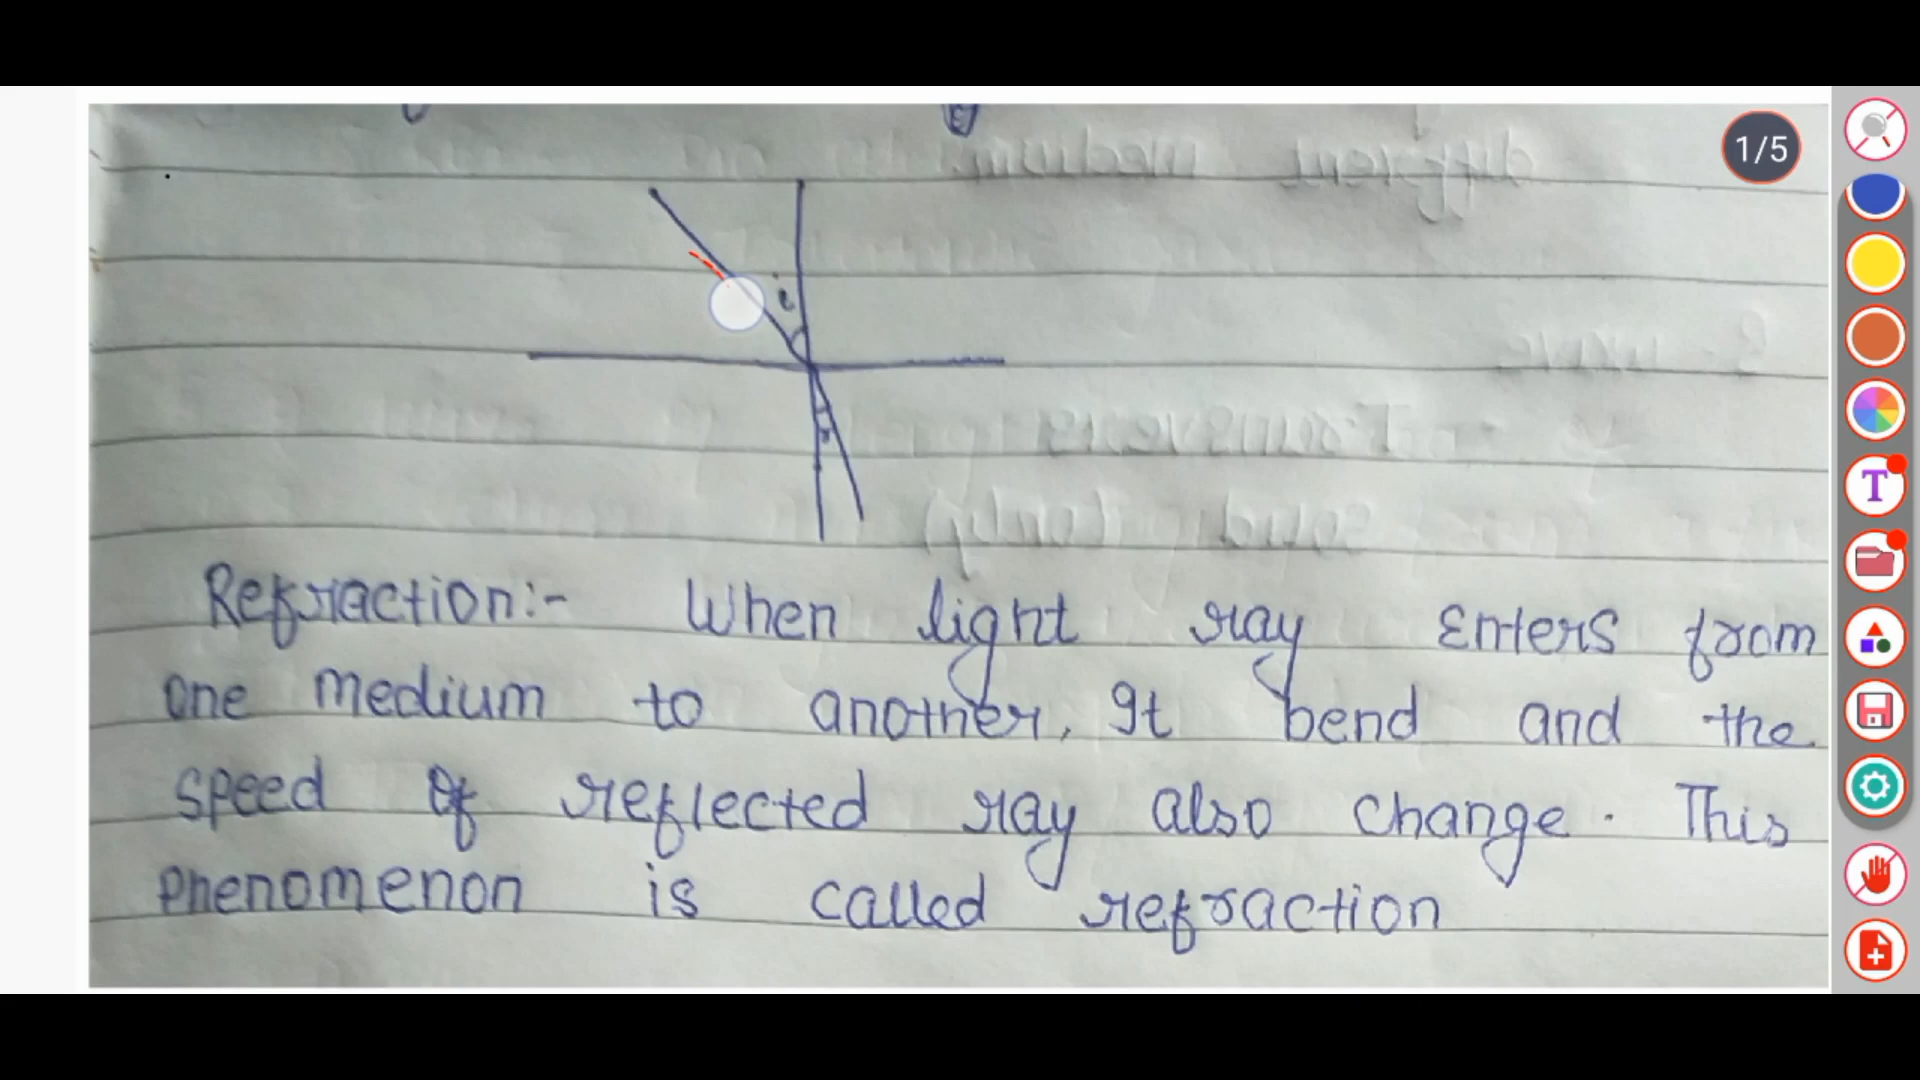 1/5
T
i
r
Refraction:- When light ray Enters from
one medium to another, It bend and the
speed of reflected ray also change. This
Phenomenon is called refraction